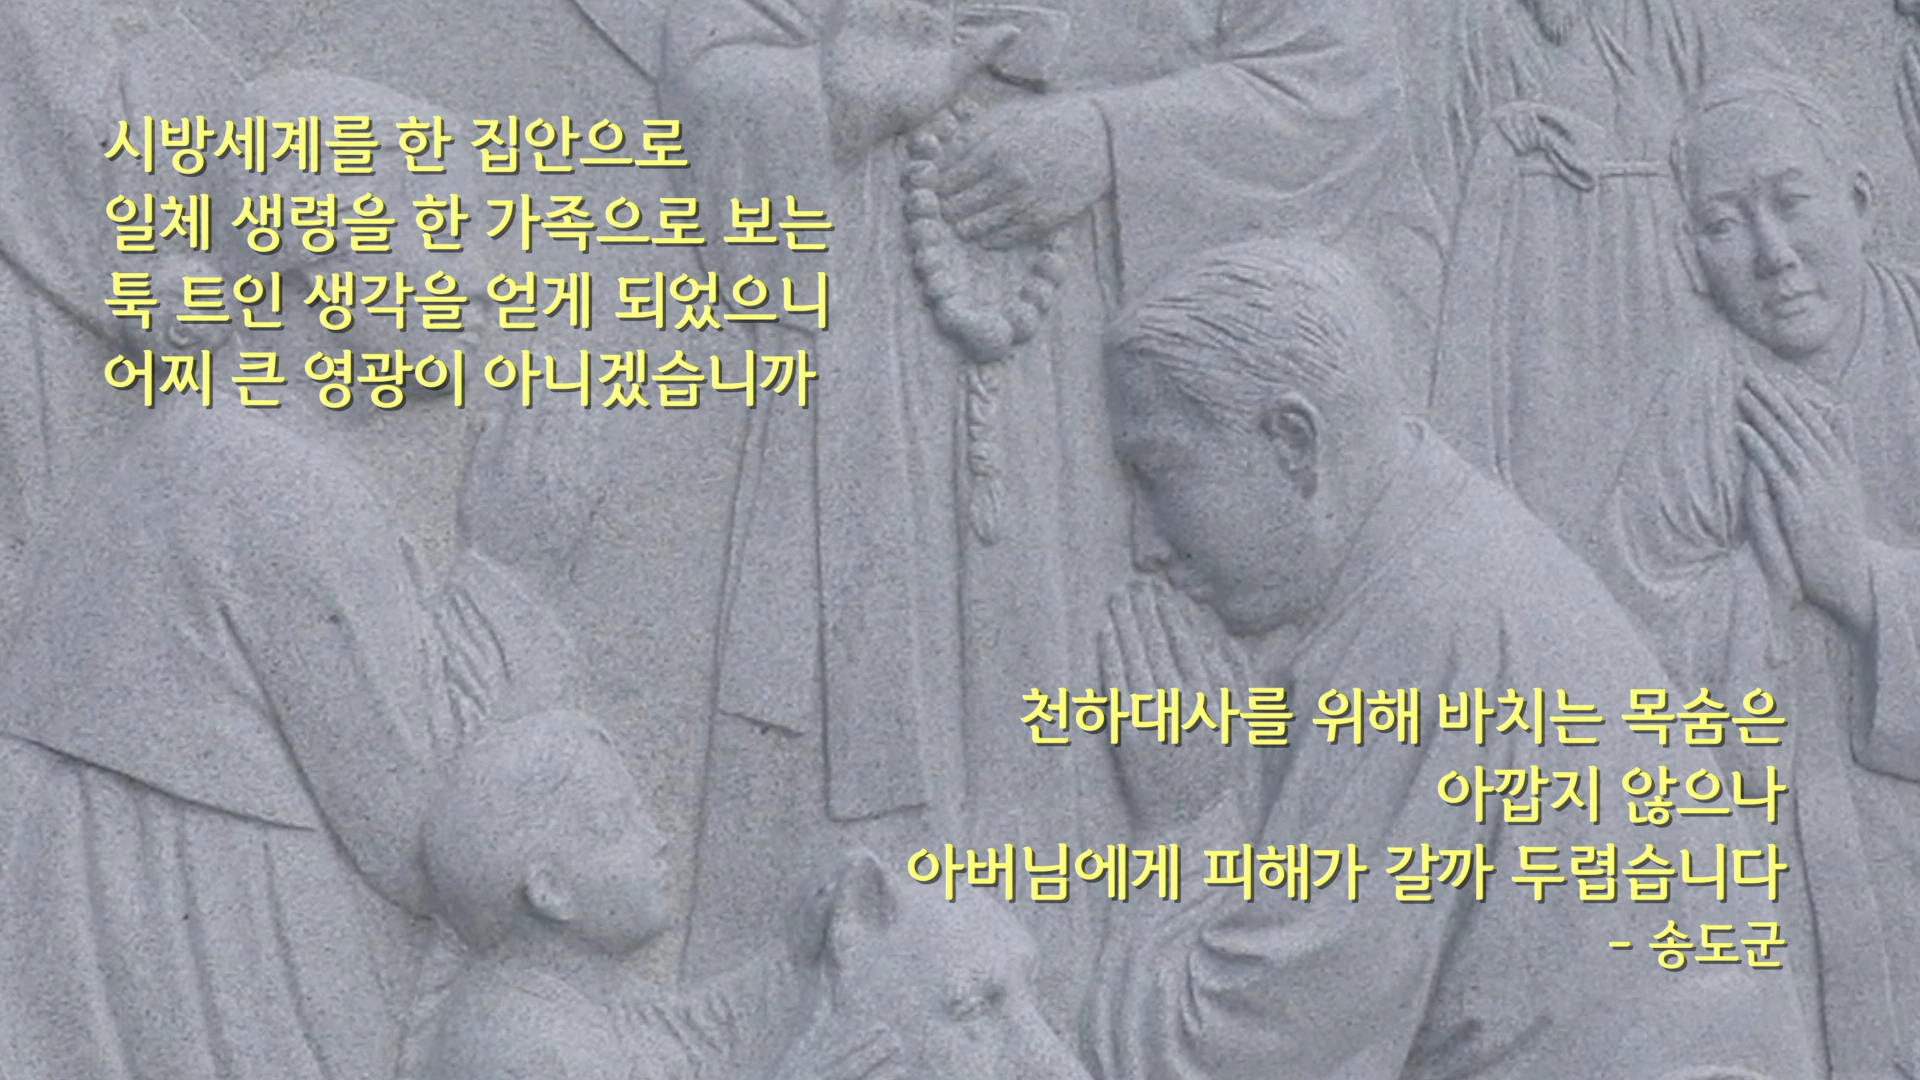 시방세계를 한 집안으로
일체 생령을 한 가족으로 보는
툭 트인 생각을 얻게 되었으니
어찌 큰 영광이 아니겠습니까
천하대사를 위해 바치는 목숨은
아깝지 않으나
아버님에게 피해가 갈까 두렵습니다
- 송도군